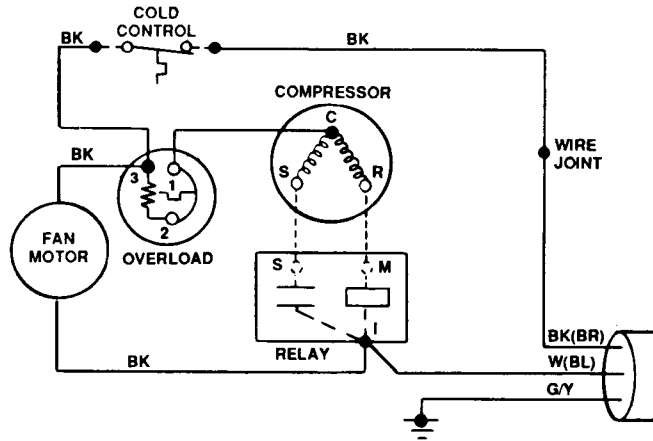 COLD
CONTROL
BK
BK
COMPRESSOR
C
S
R
WIRE
JOINT
BK
3
1
2
FAN
MOTOR
OVERLOAD
S
M
I
RELAY
BK
BK(BR)
W(BL)
G/Y